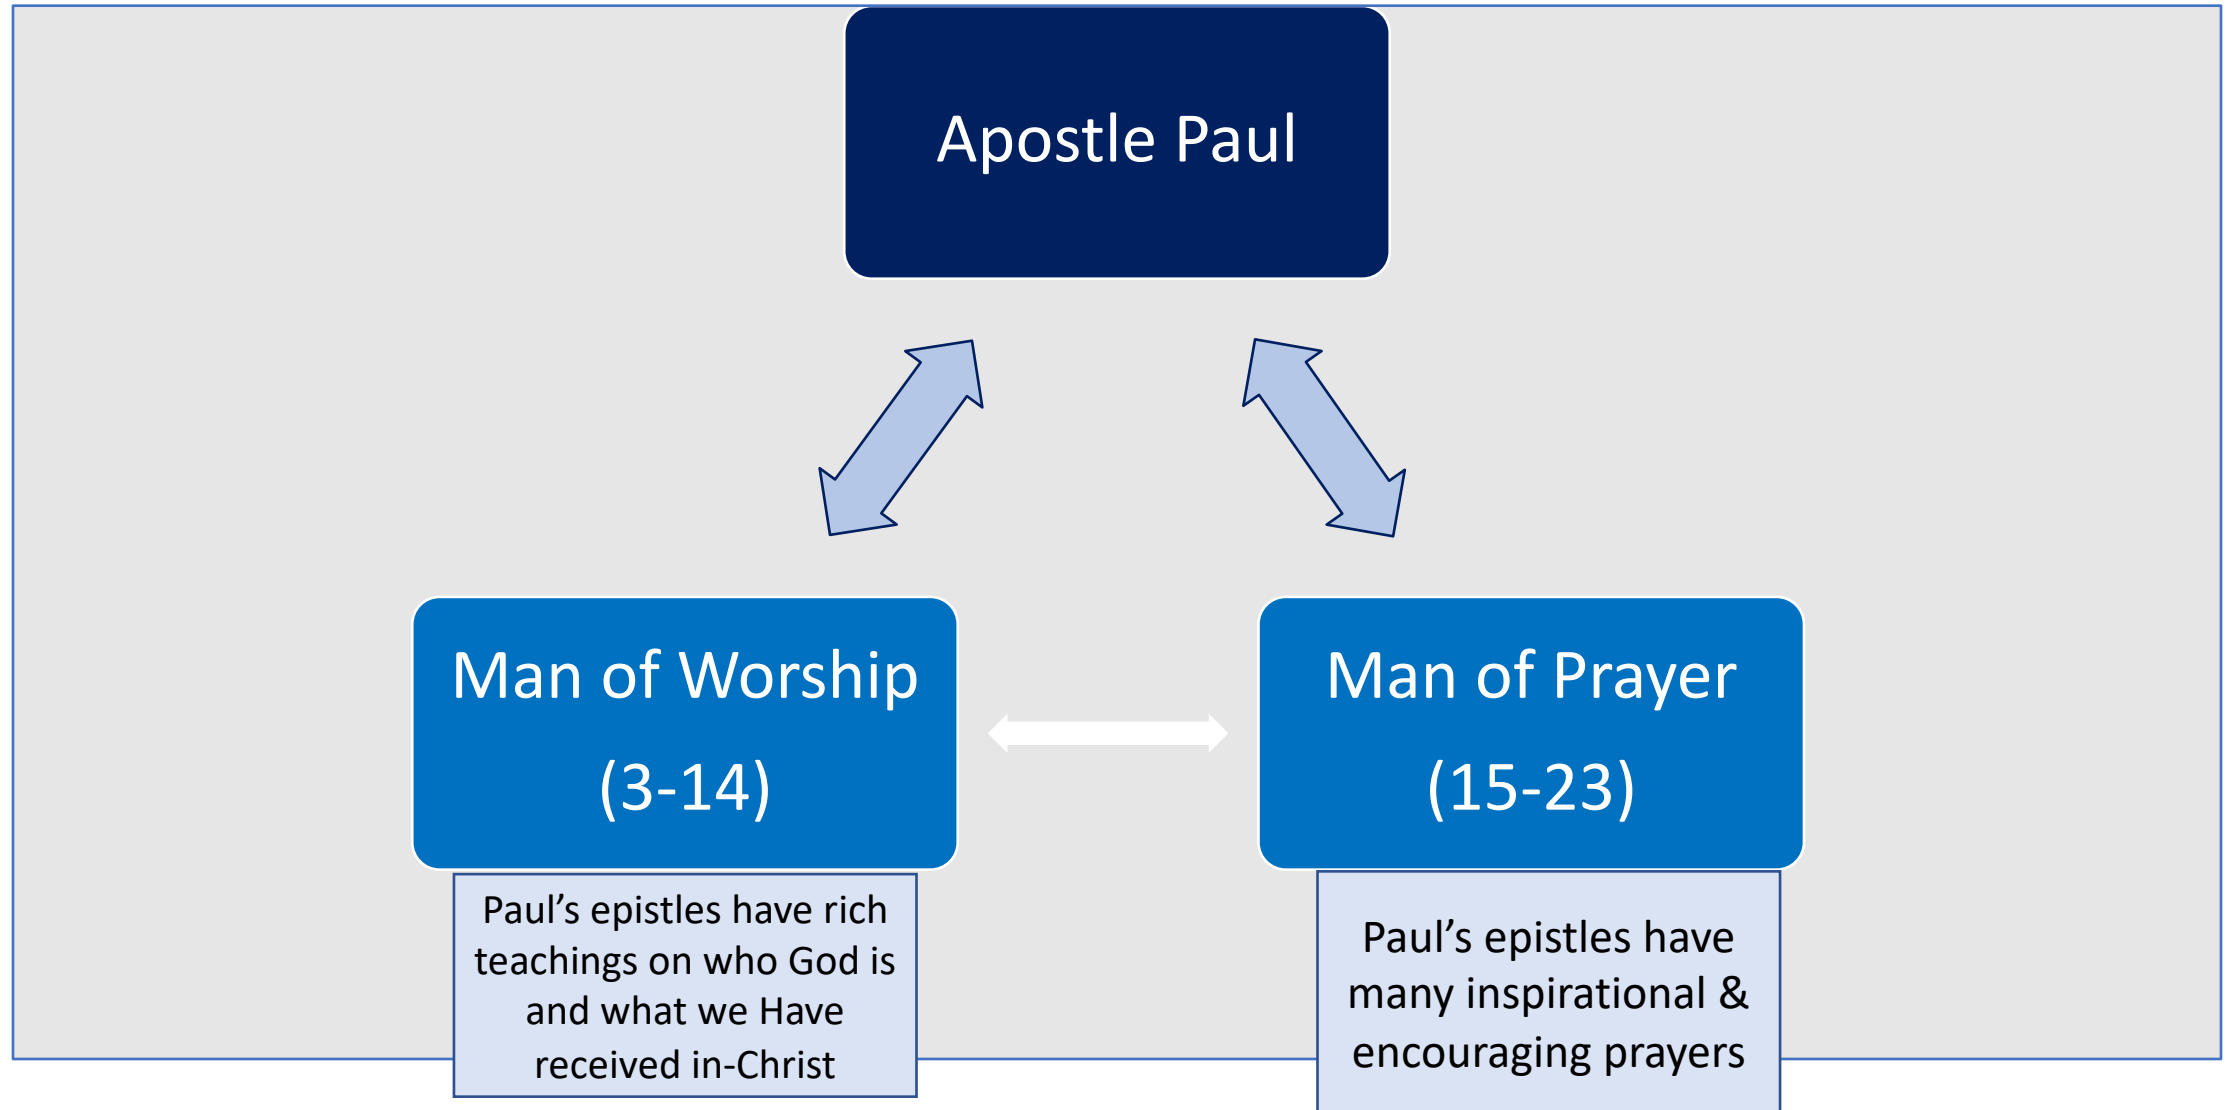 Apostle Paul
Man of Worship
(3-14)
Paul’s epistles have rich
teachings on who God is
and what we Have
received in-Christ
Man of Prayer
(15-23)
Paul’s epistles have
many inspirational &
encouraging prayers